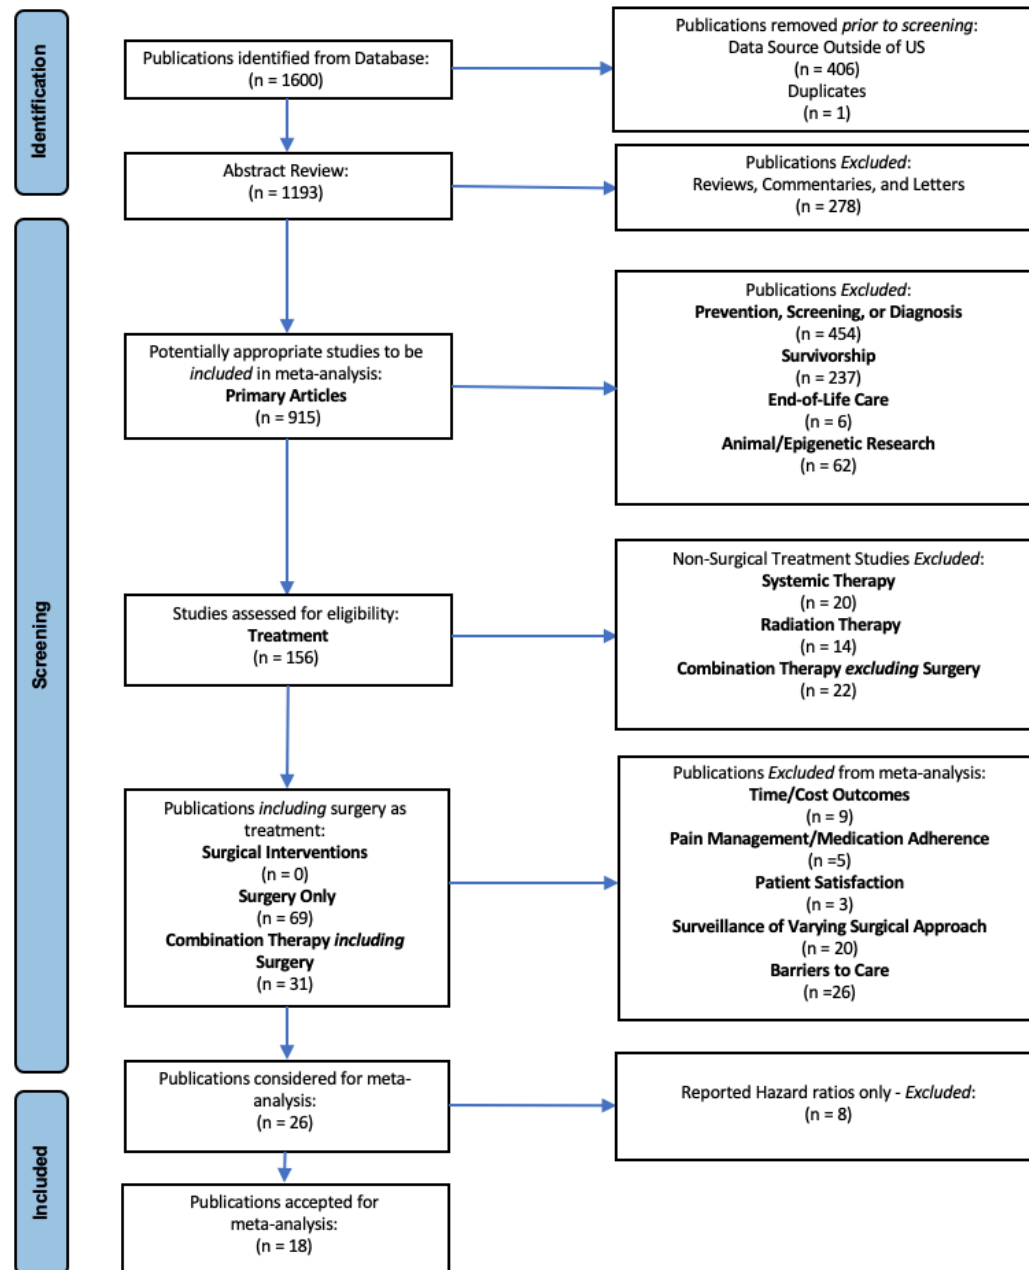 Identification
Publications identified from Database:
(n = 1600)
Publications removed prior to screening:
Data Source Outside of US
(n = 406)
Duplicates
(n = 1)
Abstract Review:
(n = 1193)
Publications Excluded:
Reviews, Commentaries, and Letters
(n = 278)
Screening
Potentially appropriate studies to be
included in meta-analysis:
Primary Articles
(n = 915)
Publications Excluded:
Prevention, Screening, or Diagnosis
(n = 454)
Survivorship
(n = 237)
End-of-Life Care
(n = 6)
Animal/Epigenetic Research
(n = 62)
Studies assessed for eligibility:
Treatment
(n = 156)
Non-Surgical Treatment Studies Excluded:
Systemic Therapy
(n = 20)
Radiation Therapy
(n = 14)
Combination Therapy excluding Surgery
(n = 22)
Publications including surgery as
treatment:
Surgical Interventions
(n = 0)
Surgery Only
(n = 69)
Combination Therapy including
Surgery
(n = 31)
Publications Excluded from meta-analysis:
Time/Cost Outcomes
(n = 9)
Pain Management/Medication Adherence
(n =5)
Patient Satisfaction
(n = 3)
Surveillance of Varying Surgical Approach
(n = 20)
Barriers to Care
(n =26)
Publications considered for meta-
analysis:
(n = 26)
Reported Hazard ratios only - Excluded:
(n = 8)
Included
Publications accepted for
meta-analysis:
(n = 18)